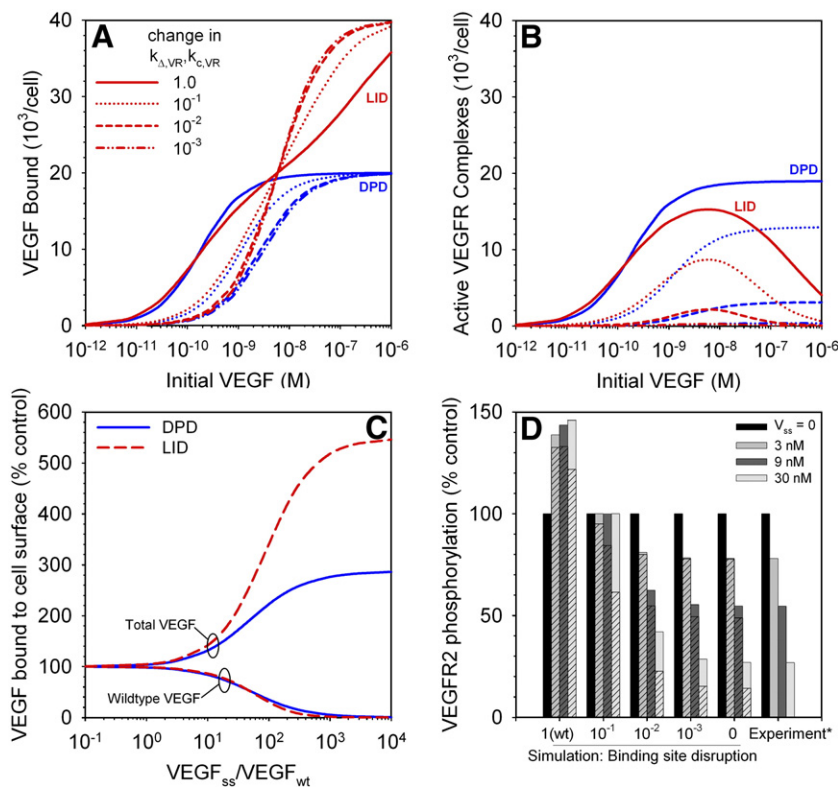 A
change in
k_Δ,VR,k_c,VR
1.0
10⁻¹
10⁻²
10⁻³
LID
DPD
VEGF Bound (10³/cell)
40
30
20
10
0
10⁻¹² 10⁻¹¹ 10⁻¹⁰ 10⁻⁹ 10⁻⁸ 10⁻⁷ 10⁻⁶
Initial VEGF (M)
B
DPD
LID
Active VEGFR Complexes (10³/cell)
40
30
20
10
0
10⁻¹² 10⁻¹¹ 10⁻¹⁰ 10⁻⁹ 10⁻⁸ 10⁻⁷ 10⁻⁶
Initial VEGF (M)
C
DPD
LID
Total VEGF
Wildtype VEGF
VEGF bound to cell surface (% control)
600
500
400
300
200
100
0
10⁻¹ 10⁰ 10¹ 10² 10³ 10⁴
VEGF_ss/VEGF_wt
D
V_ss = 0
3 nM
9 nM
30 nM
VEGFR2 phosphorylation (% control)
150
100
50
0
1(wt) 10⁻¹ 10⁻² 10⁻³ 0 Experiment*
Simulation: Binding site disruption